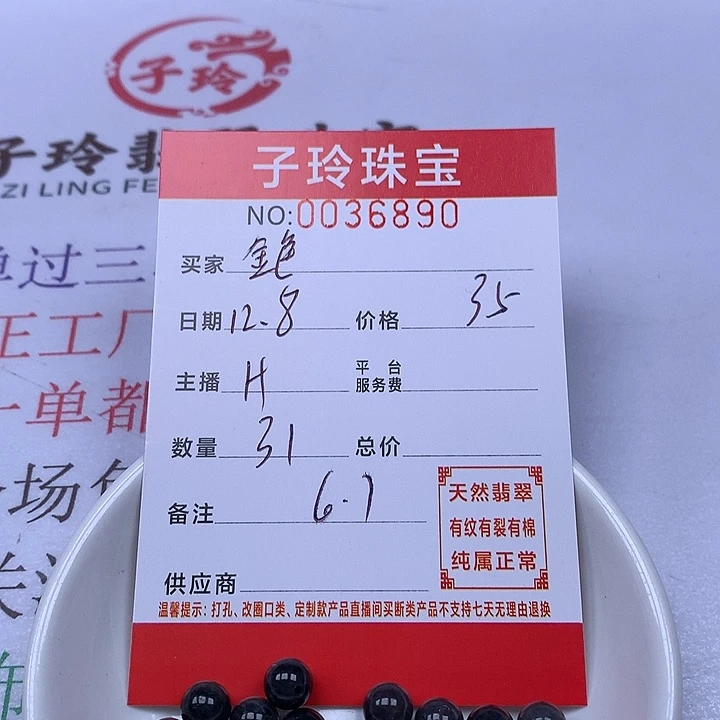 子玲
子玲翡
ZI LING FE
单过三
正工厂
一单都
场
子玲珠宝
NO:0036890
买家 金色
日期 12.8 价格 35
主播 H 平台服务费
数量 31 总价
备注 6.1
天然翡翠
有纹有裂有棉
纯属正常
供应商
温馨提示：打孔、改圈口类、定制款产品直播间买断类产品不支持七天无理由退换